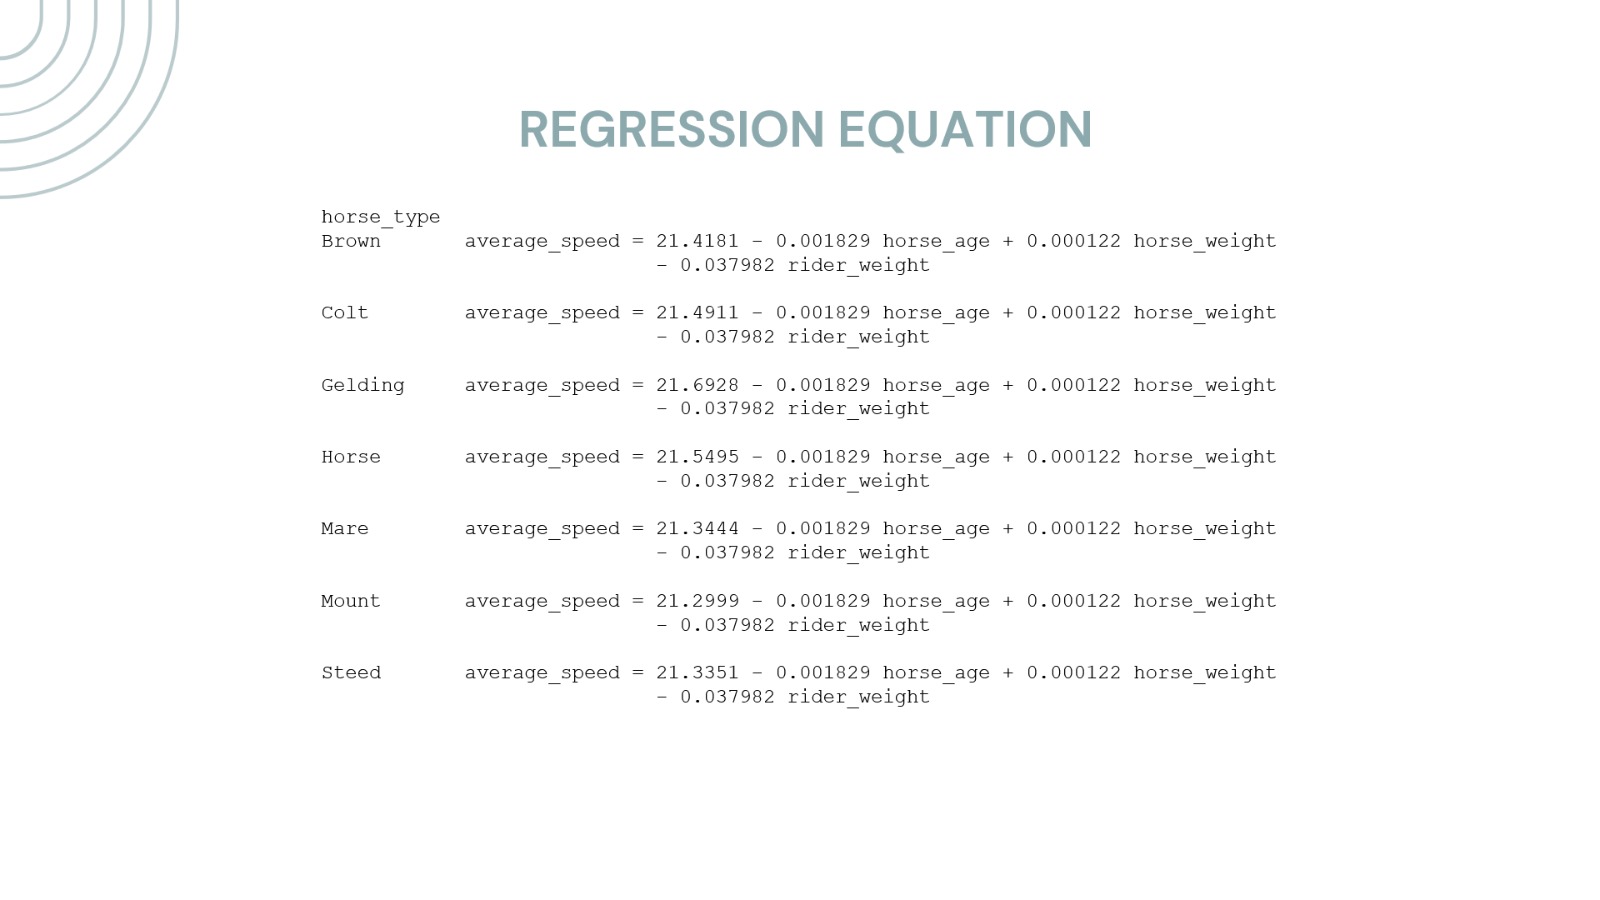 REGRESSION EQUATION
horse_type
Brown average_speed = 21.4181 - 0.001829 horse_age + 0.000122 horse_weight
- 0.037982 rider_weight
Colt average_speed = 21.4911 - 0.001829 horse_age + 0.000122 horse_weight
- 0.037982 rider_weight
Gelding average_speed = 21.6928 - 0.001829 horse_age + 0.000122 horse_weight
- 0.037982 rider_weight
Horse average_speed = 21.5495 - 0.001829 horse_age + 0.000122 horse_weight
- 0.037982 rider_weight
Mare average_speed = 21.3444 - 0.001829 horse_age + 0.000122 horse_weight
- 0.037982 rider_weight
Mount average_speed = 21.2999 - 0.001829 horse_age + 0.000122 horse_weight
- 0.037982 rider_weight
Steed average_speed = 21.3351 - 0.001829 horse_age + 0.000122 horse_weight
- 0.037982 rider_weight